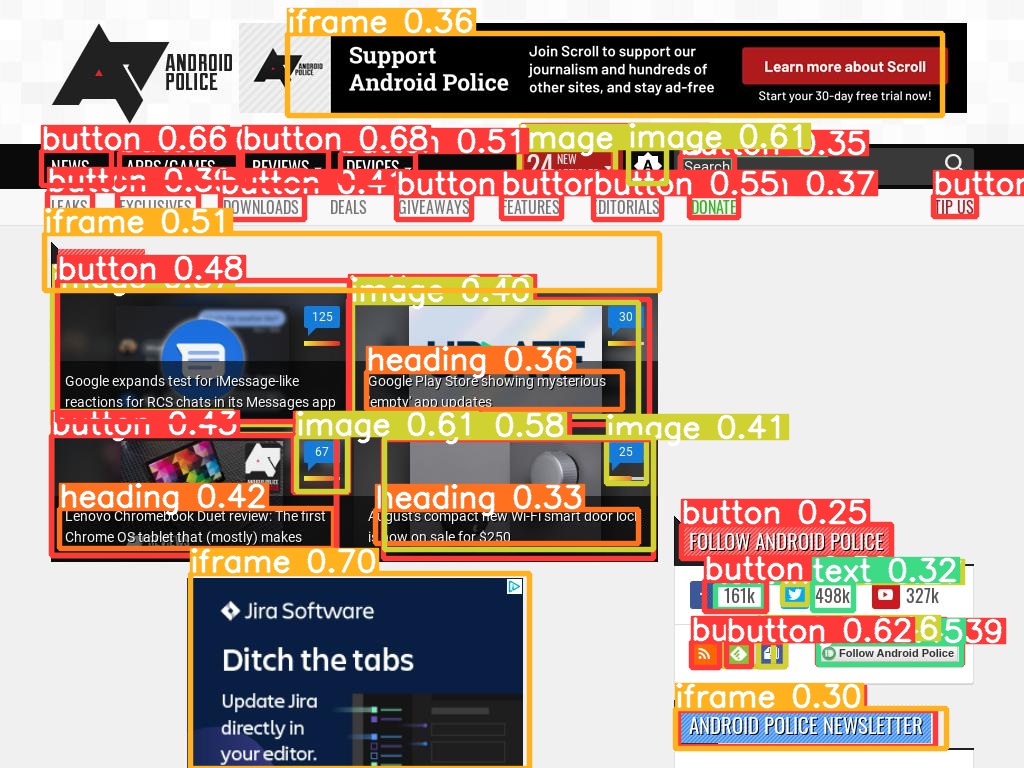 iframe 0.36
ANDROID
POLICE
Support
Android Police
Join Scroll to support our
journalism and hundreds of
other sites, and stay ad-free
Learn more about Scroll
Start your 30-day free trial now!
button 0.66
button 0.68
0.51
image
image 0.61
0.35
NEWS
APPS/GAMES
REVIEWS
DEVICES
24 NEW
Search
button
button
button
button
button 0.55
0.37
button
LEAKS
EXCLUSIVES
DOWNLOADS
DEALS
GIVEAWAYS
FEATURES
EDITORIALS
DONATE
TIP US
iframe 0.51
button 0.48
image 0.40
125
30
heading 0.36
Google expands test for iMessage-like
reactions for RCS chats in its Messages app
Google Play Store showing mysterious
'empty' app updates
button 0.43
image 0.61
0.58
image 0.41
67
25
heading 0.42
heading 0.33
Lenovo Chromebook Duet review: The first
Chrome OS tablet that (mostly) makes
August's compact new Wi-Fi smart door lock
is now on sale for $250
button 0.25
FOLLOW ANDROID POLICE
button
text 0.32
161k
498k
327k
button 0.62
Follow Android Police
iframe 0.70
Jira Software
Ditch the tabs
Update Jira
directly in
your editor.
iframe 0.30
ANDROID POLICE NEWSLETTER